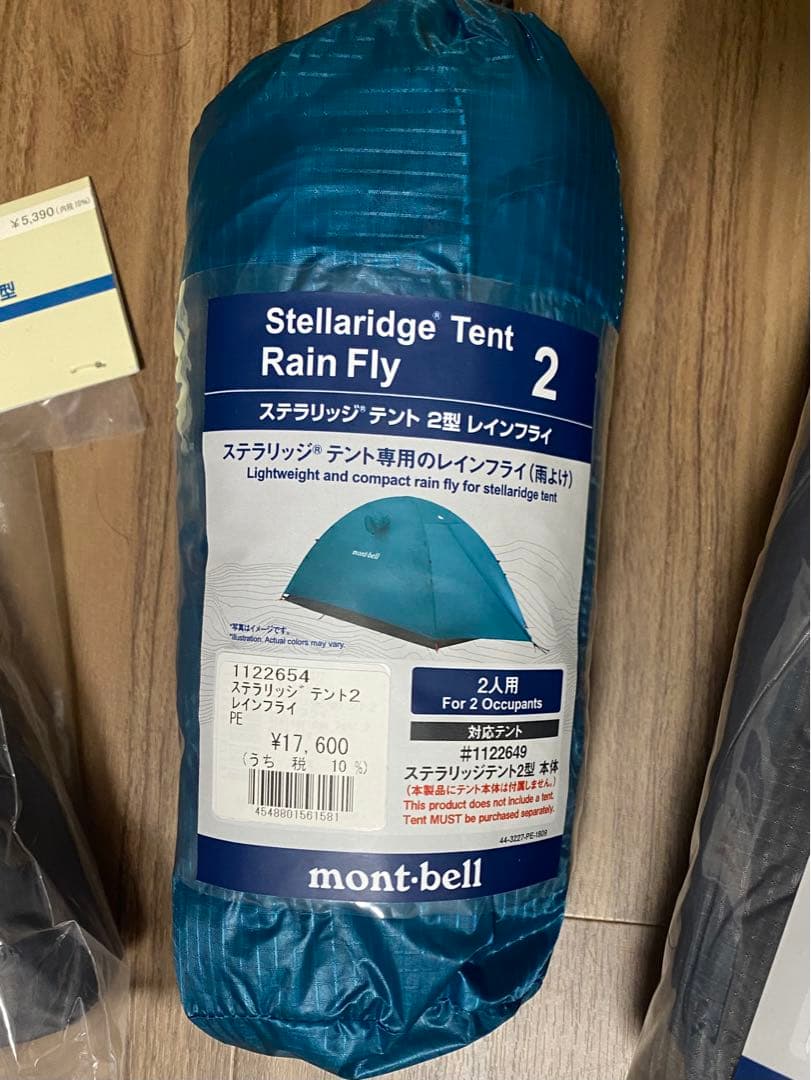 ¥5,390(内税10%)
型
Stellaridge® Tent
Rain Fly 2
ステラリッジ® テント 2型 レインフライ
ステラリッジ® テント専用のレインフライ(雨よけ)
Lightweight and compact rain fly for stellaridge tent
mont-bell
*写真はイメージです。
*Illustration. Actual colors may vary.
1122654
ステラリッジ゛テント2
レインフライ
PE
¥17,600
(うち 税 10 %)
4548801561581
2人用
For 2 Occupants
対応テント
#1122649
ステラリッジテント2型 本体
(本製品にテント本体は付属しません。)
This product does not include a tent.
Tent MUST be purchased separately.
44-3227-PE-1808
mont-bell